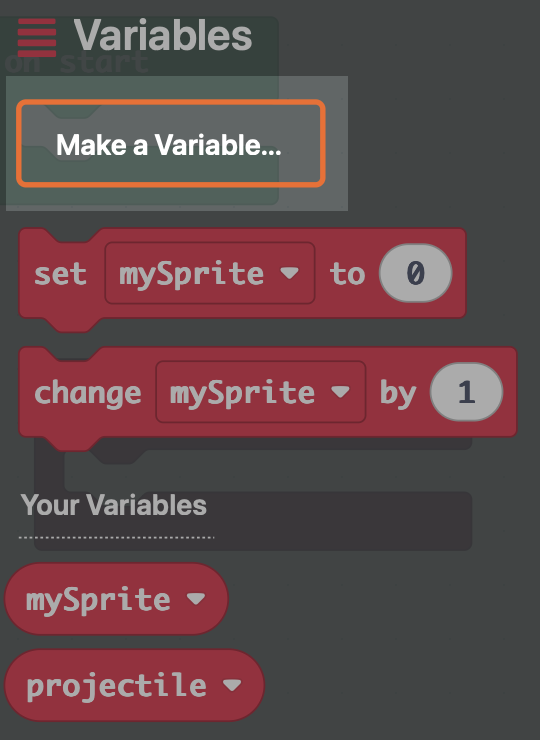 Variables
on start
Make a Variable...
set mySprite to 0
change mySprite by 1
Your Variables
mySprite
projectile